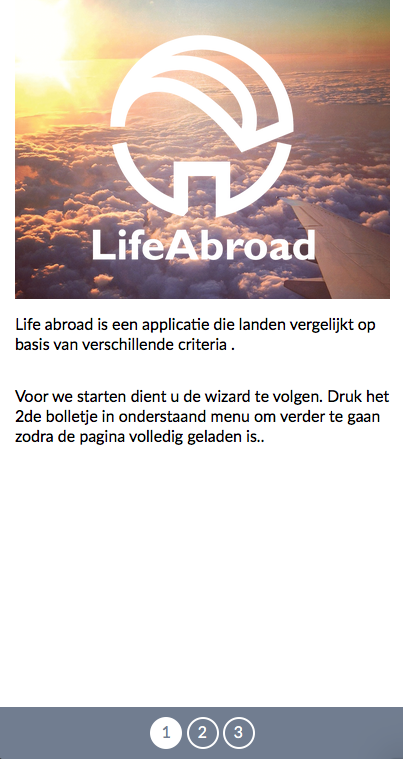 LifeAbroad
Life abroad is een applicatie die landen vergelijkt op
basis van verschillende criteria .
Voor we starten dient u de wizard te volgen. Druk het
2de bolletje in onderstaand menu om verder te gaan
zodra de pagina volledig geladen is..
1 2 3